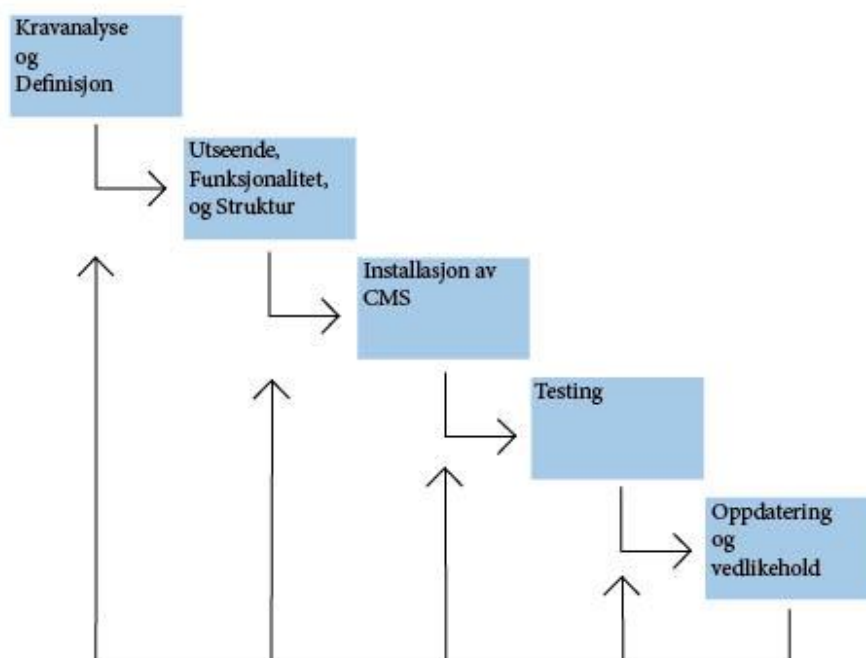 Kravanalyse
og
Definisjon
Utseende,
Funksjonalitet,
og Struktur
Installasjon av
CMS
Testing
Oppdatering
og
vedlikehold